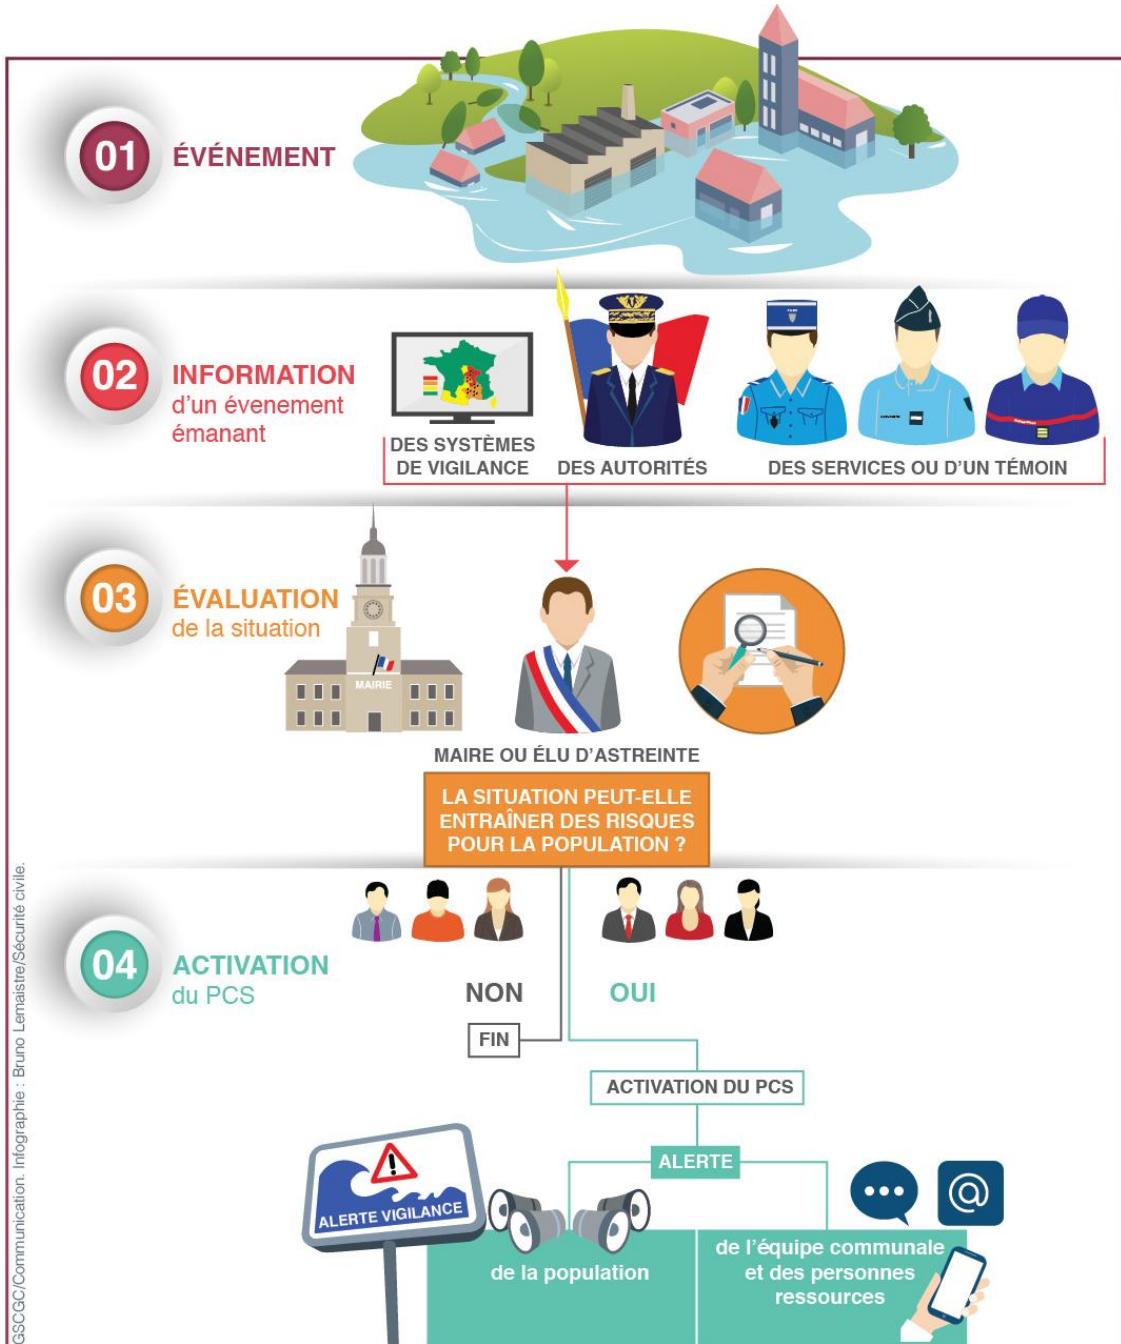 01
ÉVÉNEMENT
02
INFORMATION
d'un évenement
émanant
DES SYSTÈMES
DE VIGILANCE
DES AUTORITÉS
DES SERVICES OU D'UN TÉMOIN
03
ÉVALUATION
de la situation
MAIRIE
MAIRE OU ÉLU D'ASTREINTE
LA SITUATION PEUT-ELLE
ENTRAÎNER DES RISQUES
POUR LA POPULATION ?
04
ACTIVATION
du PCS
NON
OUI
FIN
ACTIVATION DU PCS
ALERTE
ALERTE VIGILANCE
@
de la population
de l'équipe communale
et des personnes
ressources
GSCGC/Communication. Infographie : Bruno Lemaistre/Sécurité civile.